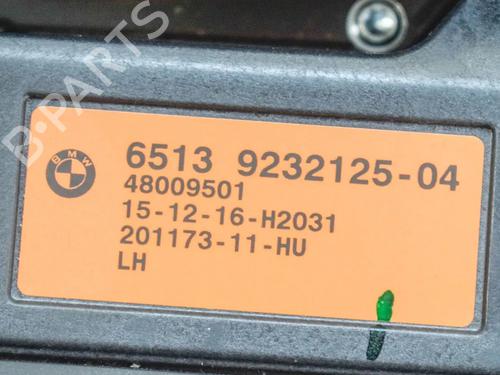 B-PARTS
BMW
6513 9232125-04
48009501
15-12-16-H2031
201173-11-HU
LH